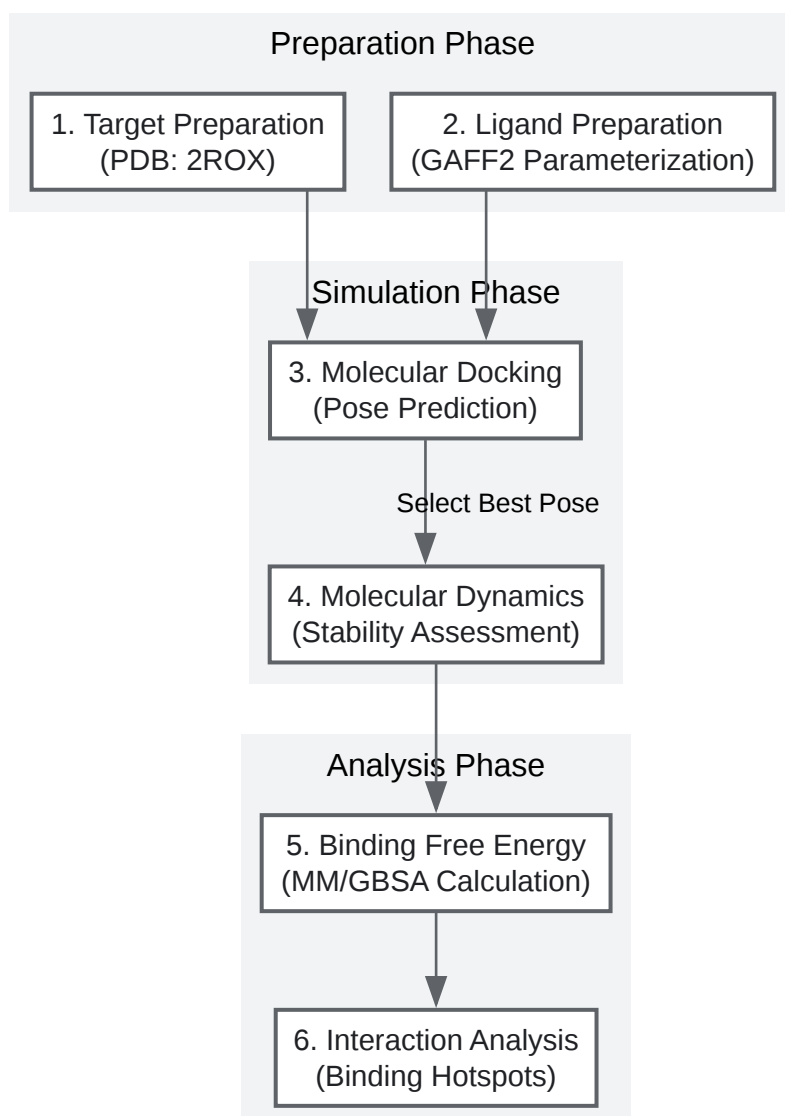 Preparation Phase
1. Target Preparation
(PDB: 2ROX)
2. Ligand Preparation
(GAFF2 Parameterization)
Simulation Phase
3. Molecular Docking
(Pose Prediction)
Select Best Pose
4. Molecular Dynamics
(Stability Assessment)
Analysis Phase
5. Binding Free Energy
(MM/GBSA Calculation)
6. Interaction Analysis
(Binding Hotspots)